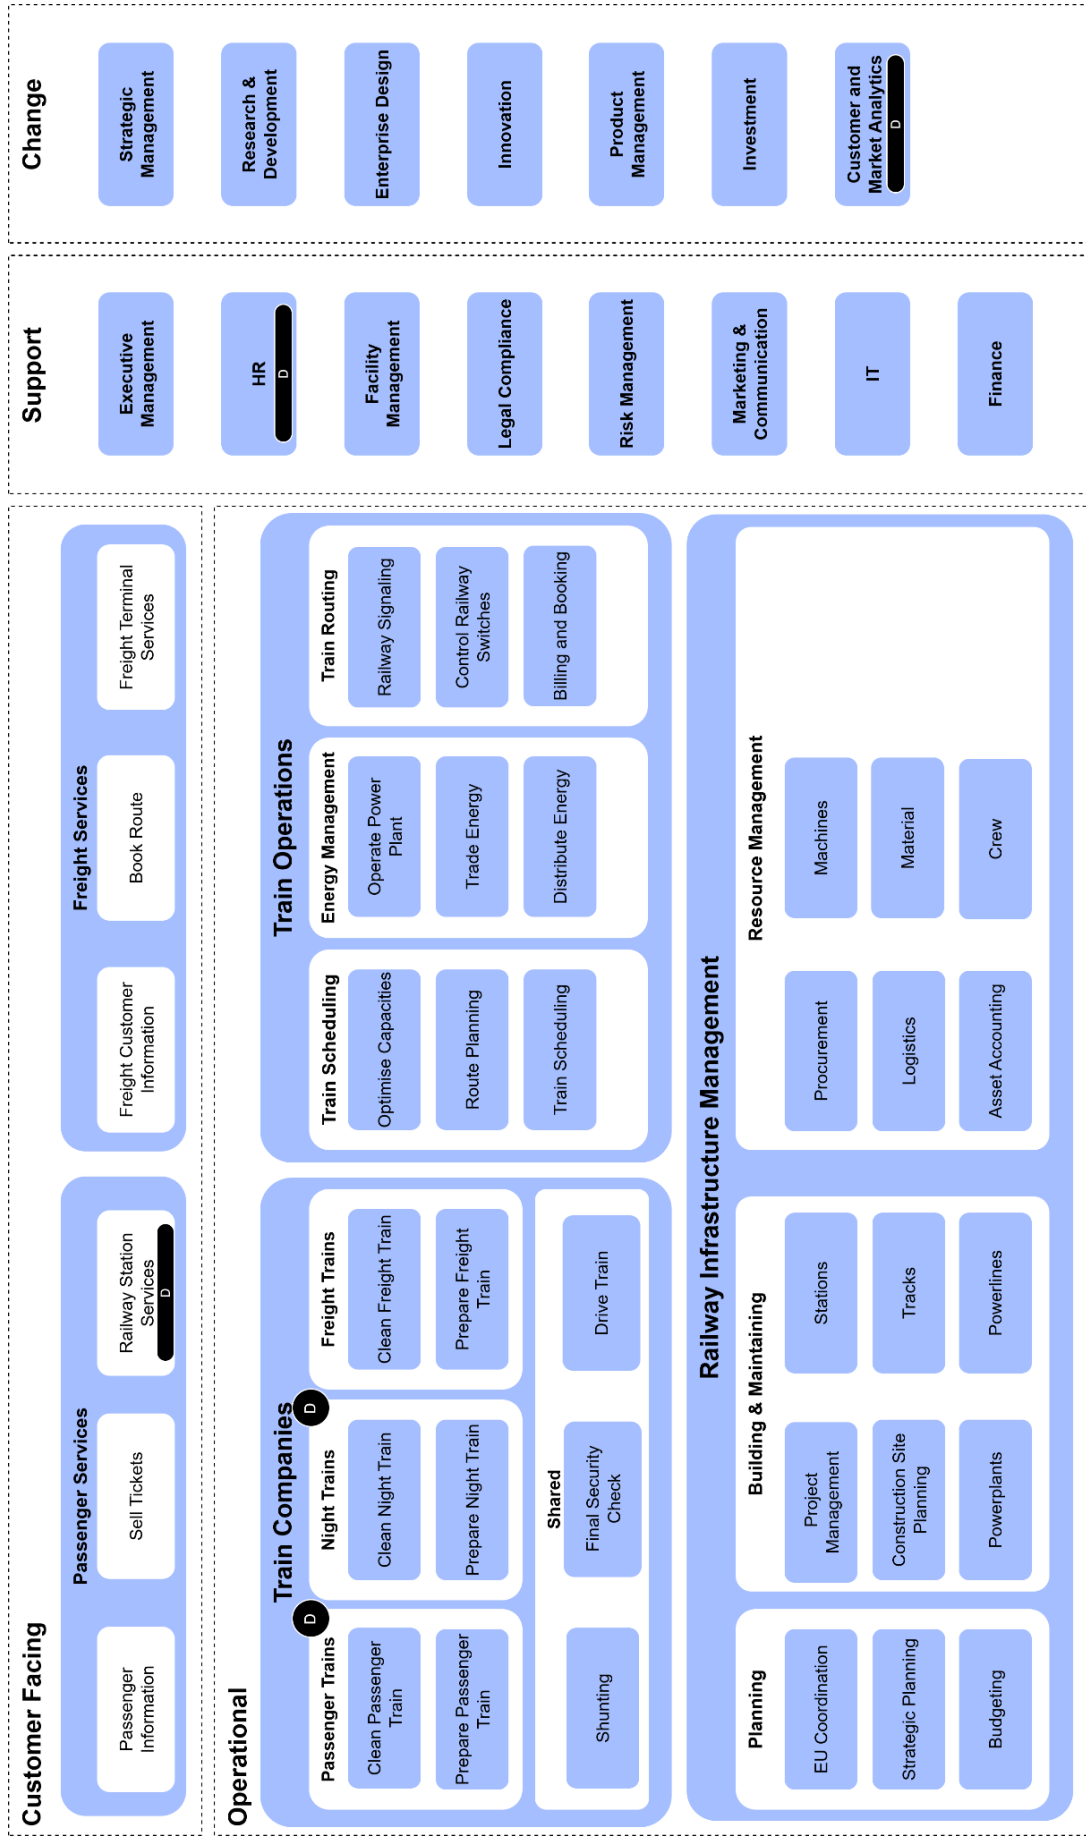 Customer Facing
Passenger Services
Passenger
Information
Sell Tickets
Railway Station
Services
D
Freight Services
Freight Customer
Information
Book Route
Freight Terminal
Services
Operational
Train Companies
Passenger Trains
D
Clean Passenger
Train
Prepare Passenger
Train
Night Trains
D
Clean Night Train
Prepare Night Train
Freight Trains
Clean Freight Train
Prepare Freight
Train
Shared
Shunting
Final Security
Check
Drive Train
Train Operations
Train Scheduling
Optimise Capacities
Route Planning
Train Scheduling
Energy Management
Operate Power
Plant
Trade Energy
Distribute Energy
Train Routing
Railway Signaling
Control Railway
Switches
Billing and Booking
Railway Infrastructure Management
Planning
EU Coordination
Strategic Planning
Budgeting
Building & Maintaining
Project
Management
Stations
Construction Site
Planning
Tracks
Powerplants
Powerlines
Resource Management
Procurement
Machines
Logistics
Material
Asset Accounting
Crew
Support
Executive
Management
HR
D
Facility
Management
Legal Compliance
Risk Management
Marketing &
Communication
IT
Finance
Change
Strategic
Management
Research &
Development
Enterprise Design
Innovation
Product
Management
Investment
Customer and
Market Analytics
D